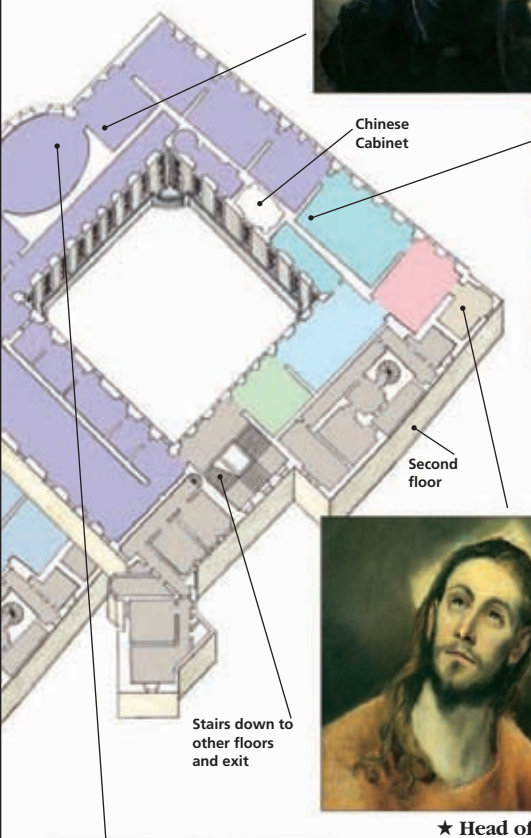 Chinese
Cabinet
Second
floor
Stairs down to
other floors
and exit
★ Head of